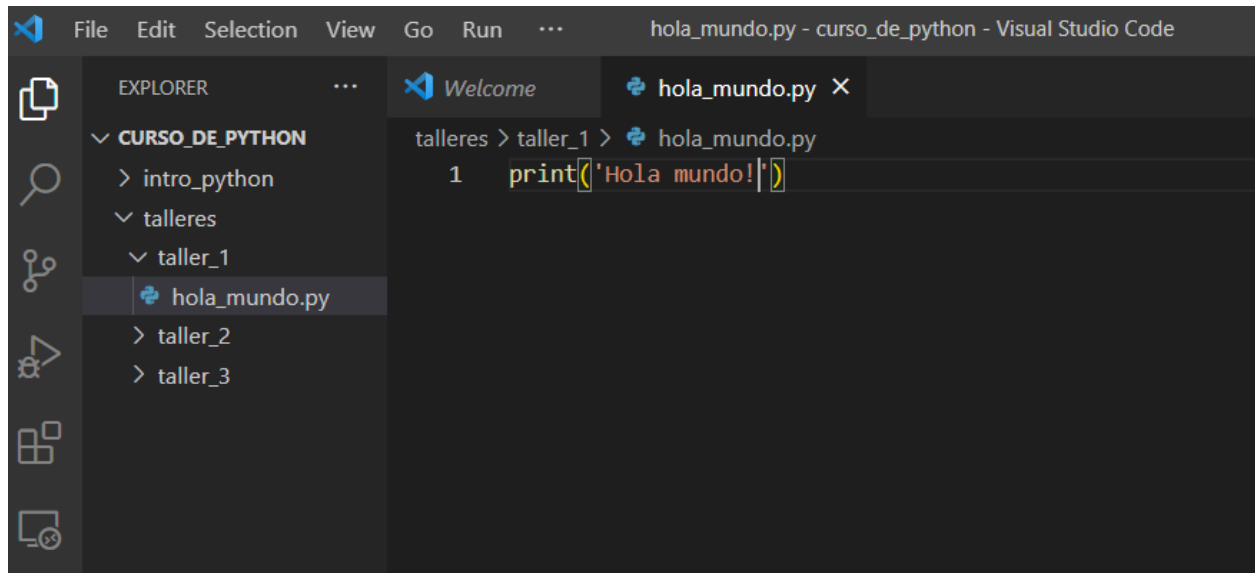 File Edit Selection View Go Run ... hola_mundo.py - curso_de_python - Visual Studio Code
EXPLORER ...
Welcome
hola_mundo.py
CURSO_DE_PYTHON
talleres > taller_1 > hola_mundo.py
1 print('Hola mundo!')
> intro_python
talleres
taller_1
hola_mundo.py
> taller_2
> taller_3